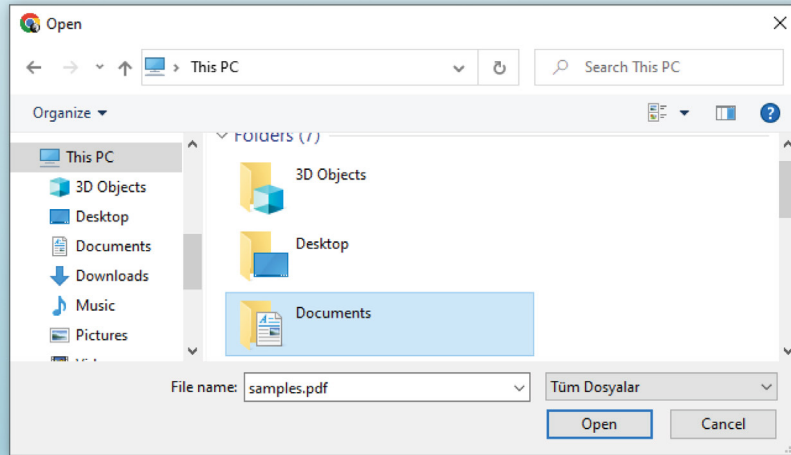 Open
This PC
Search This PC
Organize
This PC
3D Objects
Desktop
Documents
Downloads
Music
Pictures
Folders (7)
3D Objects
Desktop
Documents
File name: samples.pdf
Tüm Dosyalar
Open
Cancel